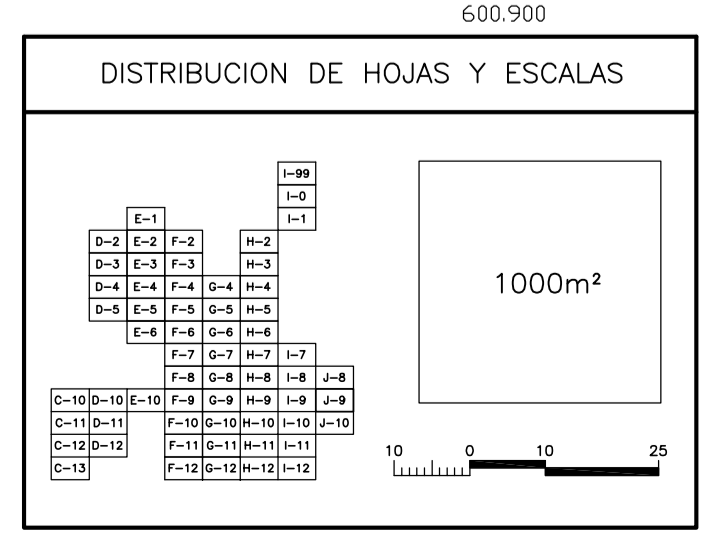 600.900
DISTRIBUCION DE HOJAS Y ESCALAS
I-99
I-0
E-1 I-1
D-2 E-2 F-2 H-2
D-3 E-3 F-3 H-3
D-4 E-4 F-4 G-4 H-4
D-5 E-5 F-5 G-5 H-5
E-6 F-6 G-6 H-6
F-7 G-7 H-7 I-7
F-8 G-8 H-8 I-8 J-8
C-10 D-10 E-10 F-9 G-9 H-9 I-9 J-9
C-11 D-11 F-10 G-10 H-10 I-10 J-10
C-12 D-12 F-11 G-11 H-11 I-11
C-13 F-12 G-12 H-12 I-12
1000m²
10 0 10 25